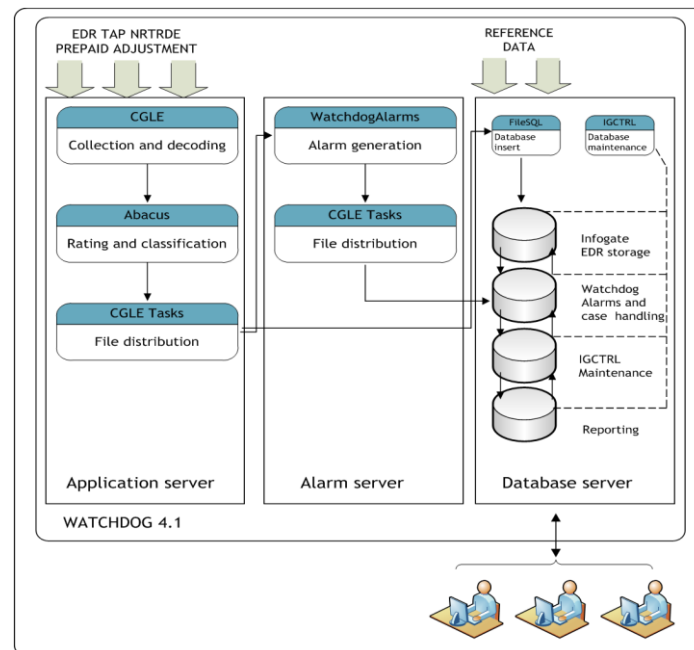 EDR TAP NRTRDE
PREPAID ADJUSTMENT
REFERENCE
DATA
CGLE
Collection and decoding
Abacus
Rating and classification
CGLE Tasks
File distribution
Application server
WatchdogAlarms
Alarm generation
CGLE Tasks
File distribution
Alarm server
FileSQL
Database
insert
IGCTRL
Database
maintenance
Infogate
EDR storage
Watchdog
Alarms and
case handling
IGCTRL
Maintenance
Reporting
Database server
WATCHDOG 4.1